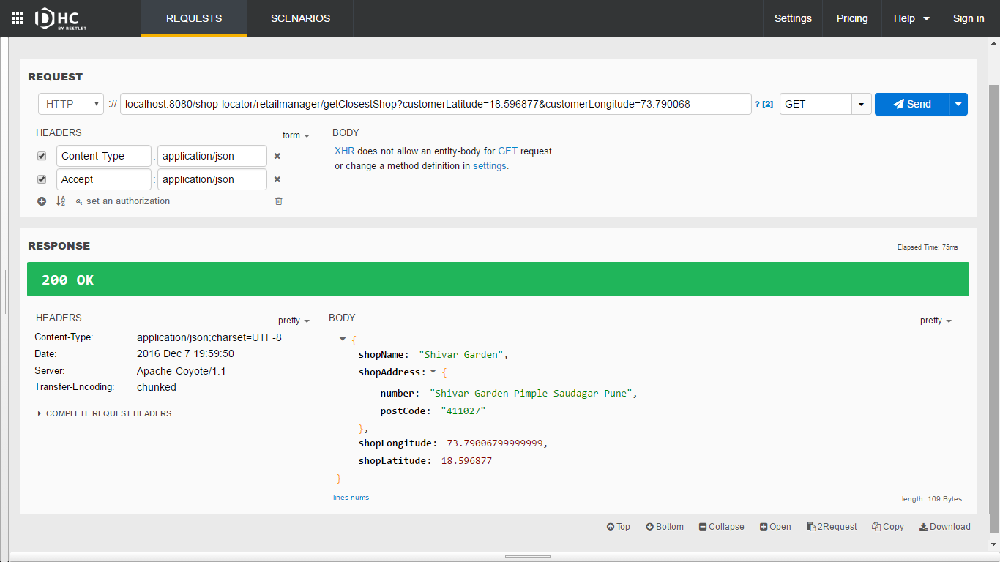 DHC BY RESTLET REQUESTS SCENARIOS Settings Pricing Help Sign in
REQUEST
HTTP :// localhost:8080/shop-locator/retailmanager/getClosestShop?customerLatitude=18.596877&customerLongitude=73.790068 ? [2] GET Send
HEADERS form BODY
Content-Type : application/json
XHR does not allow an entity-body for GET request.
or change a method definition in settings.
Accept : application/json
set an authorization
RESPONSE
Elapsed Time: 75ms
200 OK
HEADERS pretty BODY pretty
Content-Type: application/json;charset=UTF-8
Date: 2016 Dec 7 19:59:50
Server: Apache-Coyote/1.1
Transfer-Encoding: chunked
COMPLETE REQUEST HEADERS
{
shopName: "Shivar Garden",
shopAddress: {
number: "Shivar Garden Pimple Saudagar Pune",
postCode: "411027"
},
shopLongitude: 73.79006799999999,
shopLatitude: 18.596877
}
lines nums
length: 169 Bytes
Top Bottom Collapse Open 2Request Copy Download